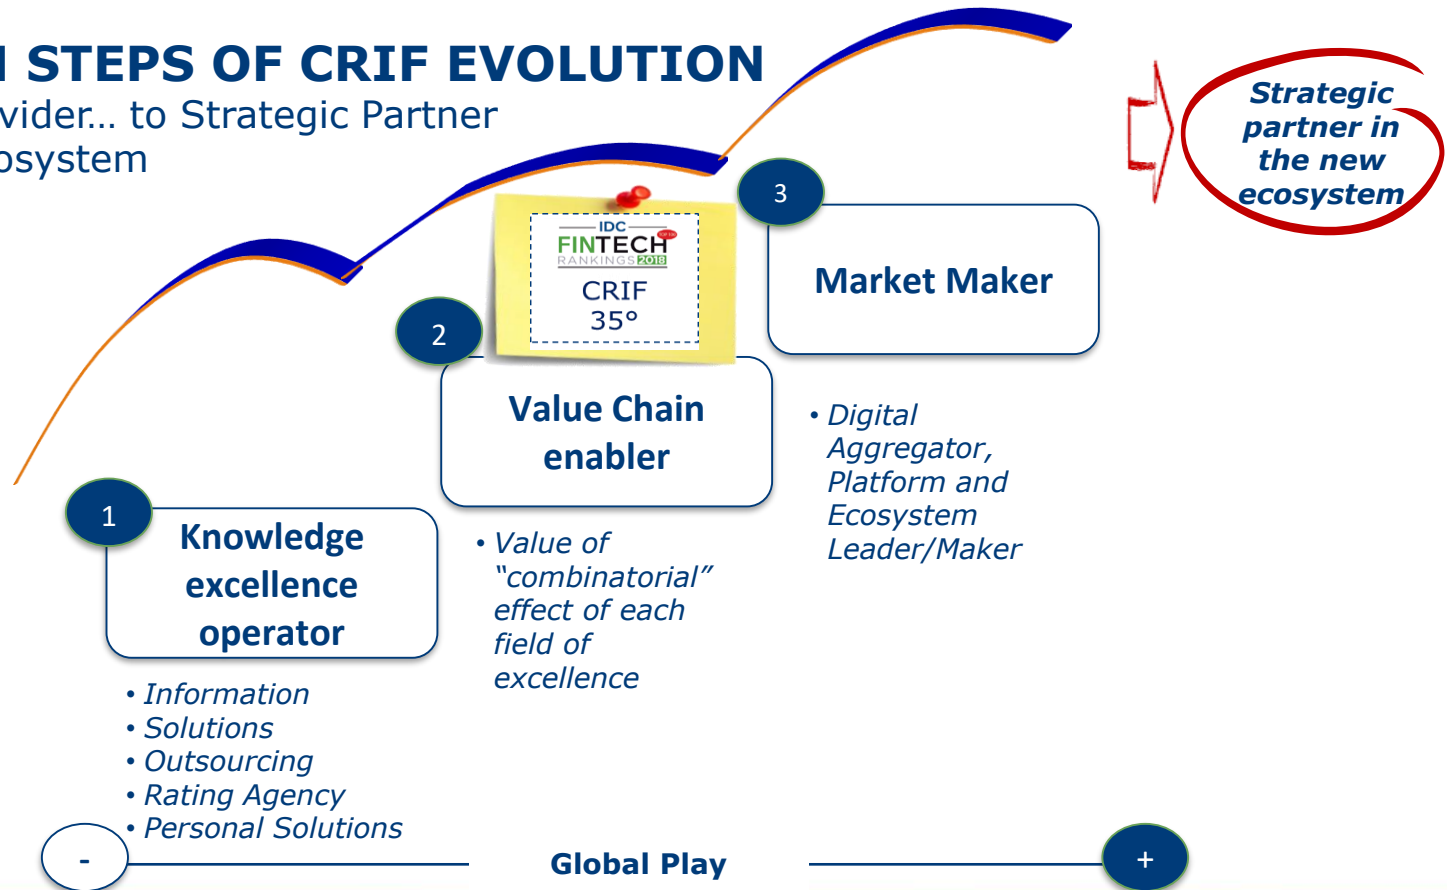 STEPS OF CRIF EVOLUTION
vider… to Strategic Partner
osystem
Strategic
partner in
the new
ecosystem
3
Market Maker
• Digital
Aggregator,
Platform and
Ecosystem
Leader/Maker
IDC
FINTECH
RANKINGS 2018
CRIF
35°
2
Value Chain
enabler
• Value of
“combinatorial”
effect of each
field of
excellence
1
Knowledge
excellence
operator
• Information
• Solutions
• Outsourcing
• Rating Agency
• Personal Solutions
-
Global Play
+